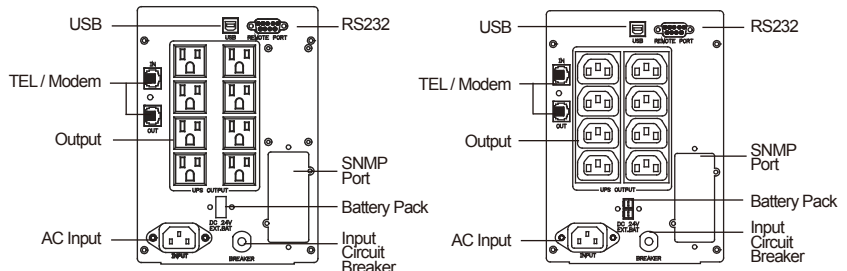 USB
USB
REMOTE PORT
RS232
IN
TEL / Modem
OUT
Output
UPS OUTPUT
SNMP
Port
DC 24V
EXT.BAT
Battery Pack
AC Input
INPUT
BREAKER
Input
Circuit
Breaker
USB
USB
REMOTE PORT
RS232
IN
TEL / Modem
OUT
Output
UPS OUTPUT
SNMP
Port
DC 24V
EXT.BAT
Battery Pack
AC Input
INPUT
BREAKER
Input
Circuit
Breaker